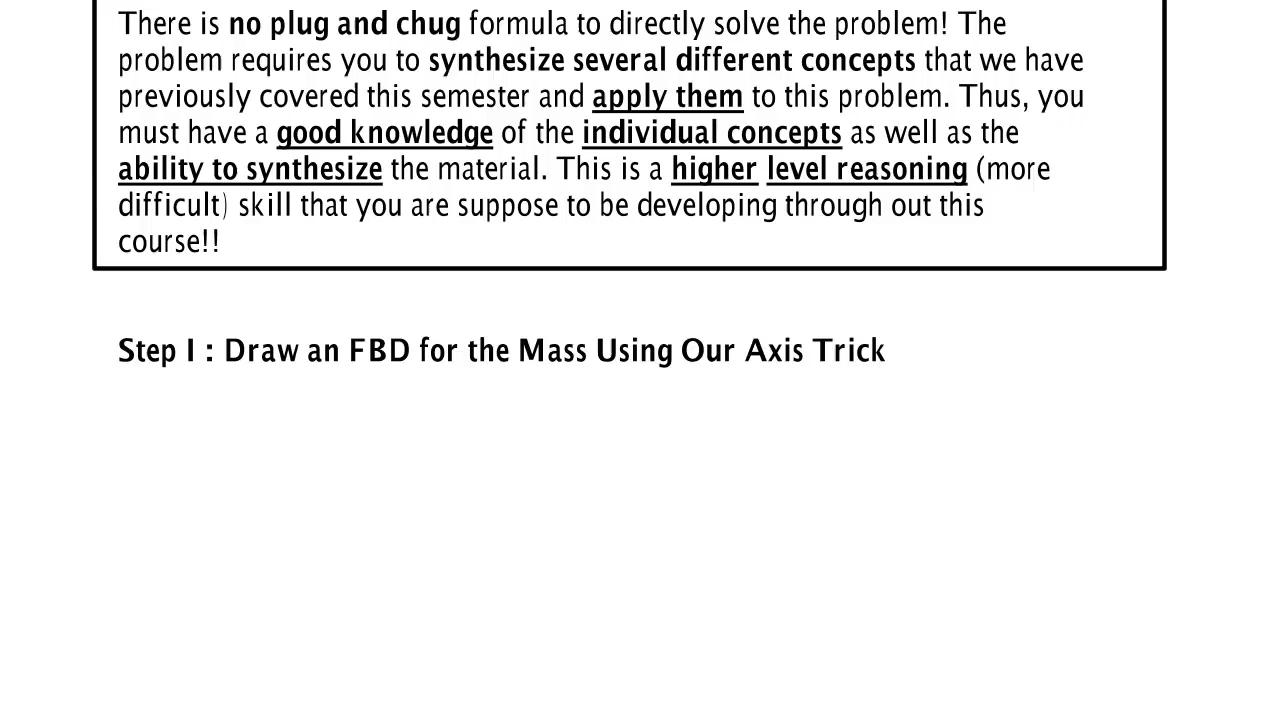 There is no plug and chug formula to directly solve the problem! The
problem requires you to synthesize several different concepts that we have
previously covered this semester and apply them to this problem. Thus, you
must have a good knowledge of the individual concepts as well as the
ability to synthesize the material. This is a higher level reasoning (more
difficult) skill that you are suppose to be developing through out this
course!!
Step I : Draw an FBD for the Mass Using Our Axis Trick